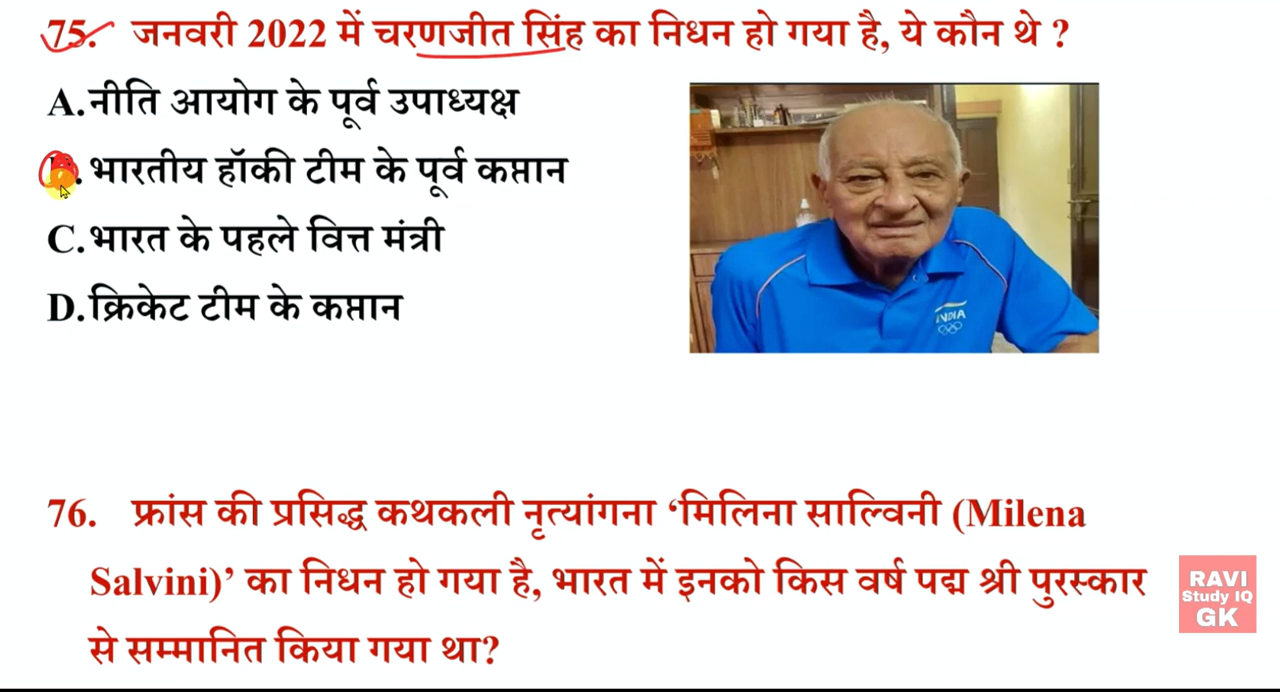 75. जनवरी 2022 में चरणजीत सिंह का निधन हो गया है, ये कौन थे ?
A. नीति आयोग के पूर्व उपाध्यक्ष
भारतीय हॉकी टीम के पूर्व कप्तान
C. भारत के पहले वित्त मंत्री
D. क्रिकेट टीम के कप्तान
INDIA
76. फ्रांस की प्रसिद्ध कथकली नृत्यांगना ‘मिलिना साल्विनी (Milena
Salvini)’ का निधन हो गया है, भारत में इनको किस वर्ष पद्म श्री पुरस्कार
से सम्मानित किया गया था?
RAVI
Study IQ
GK